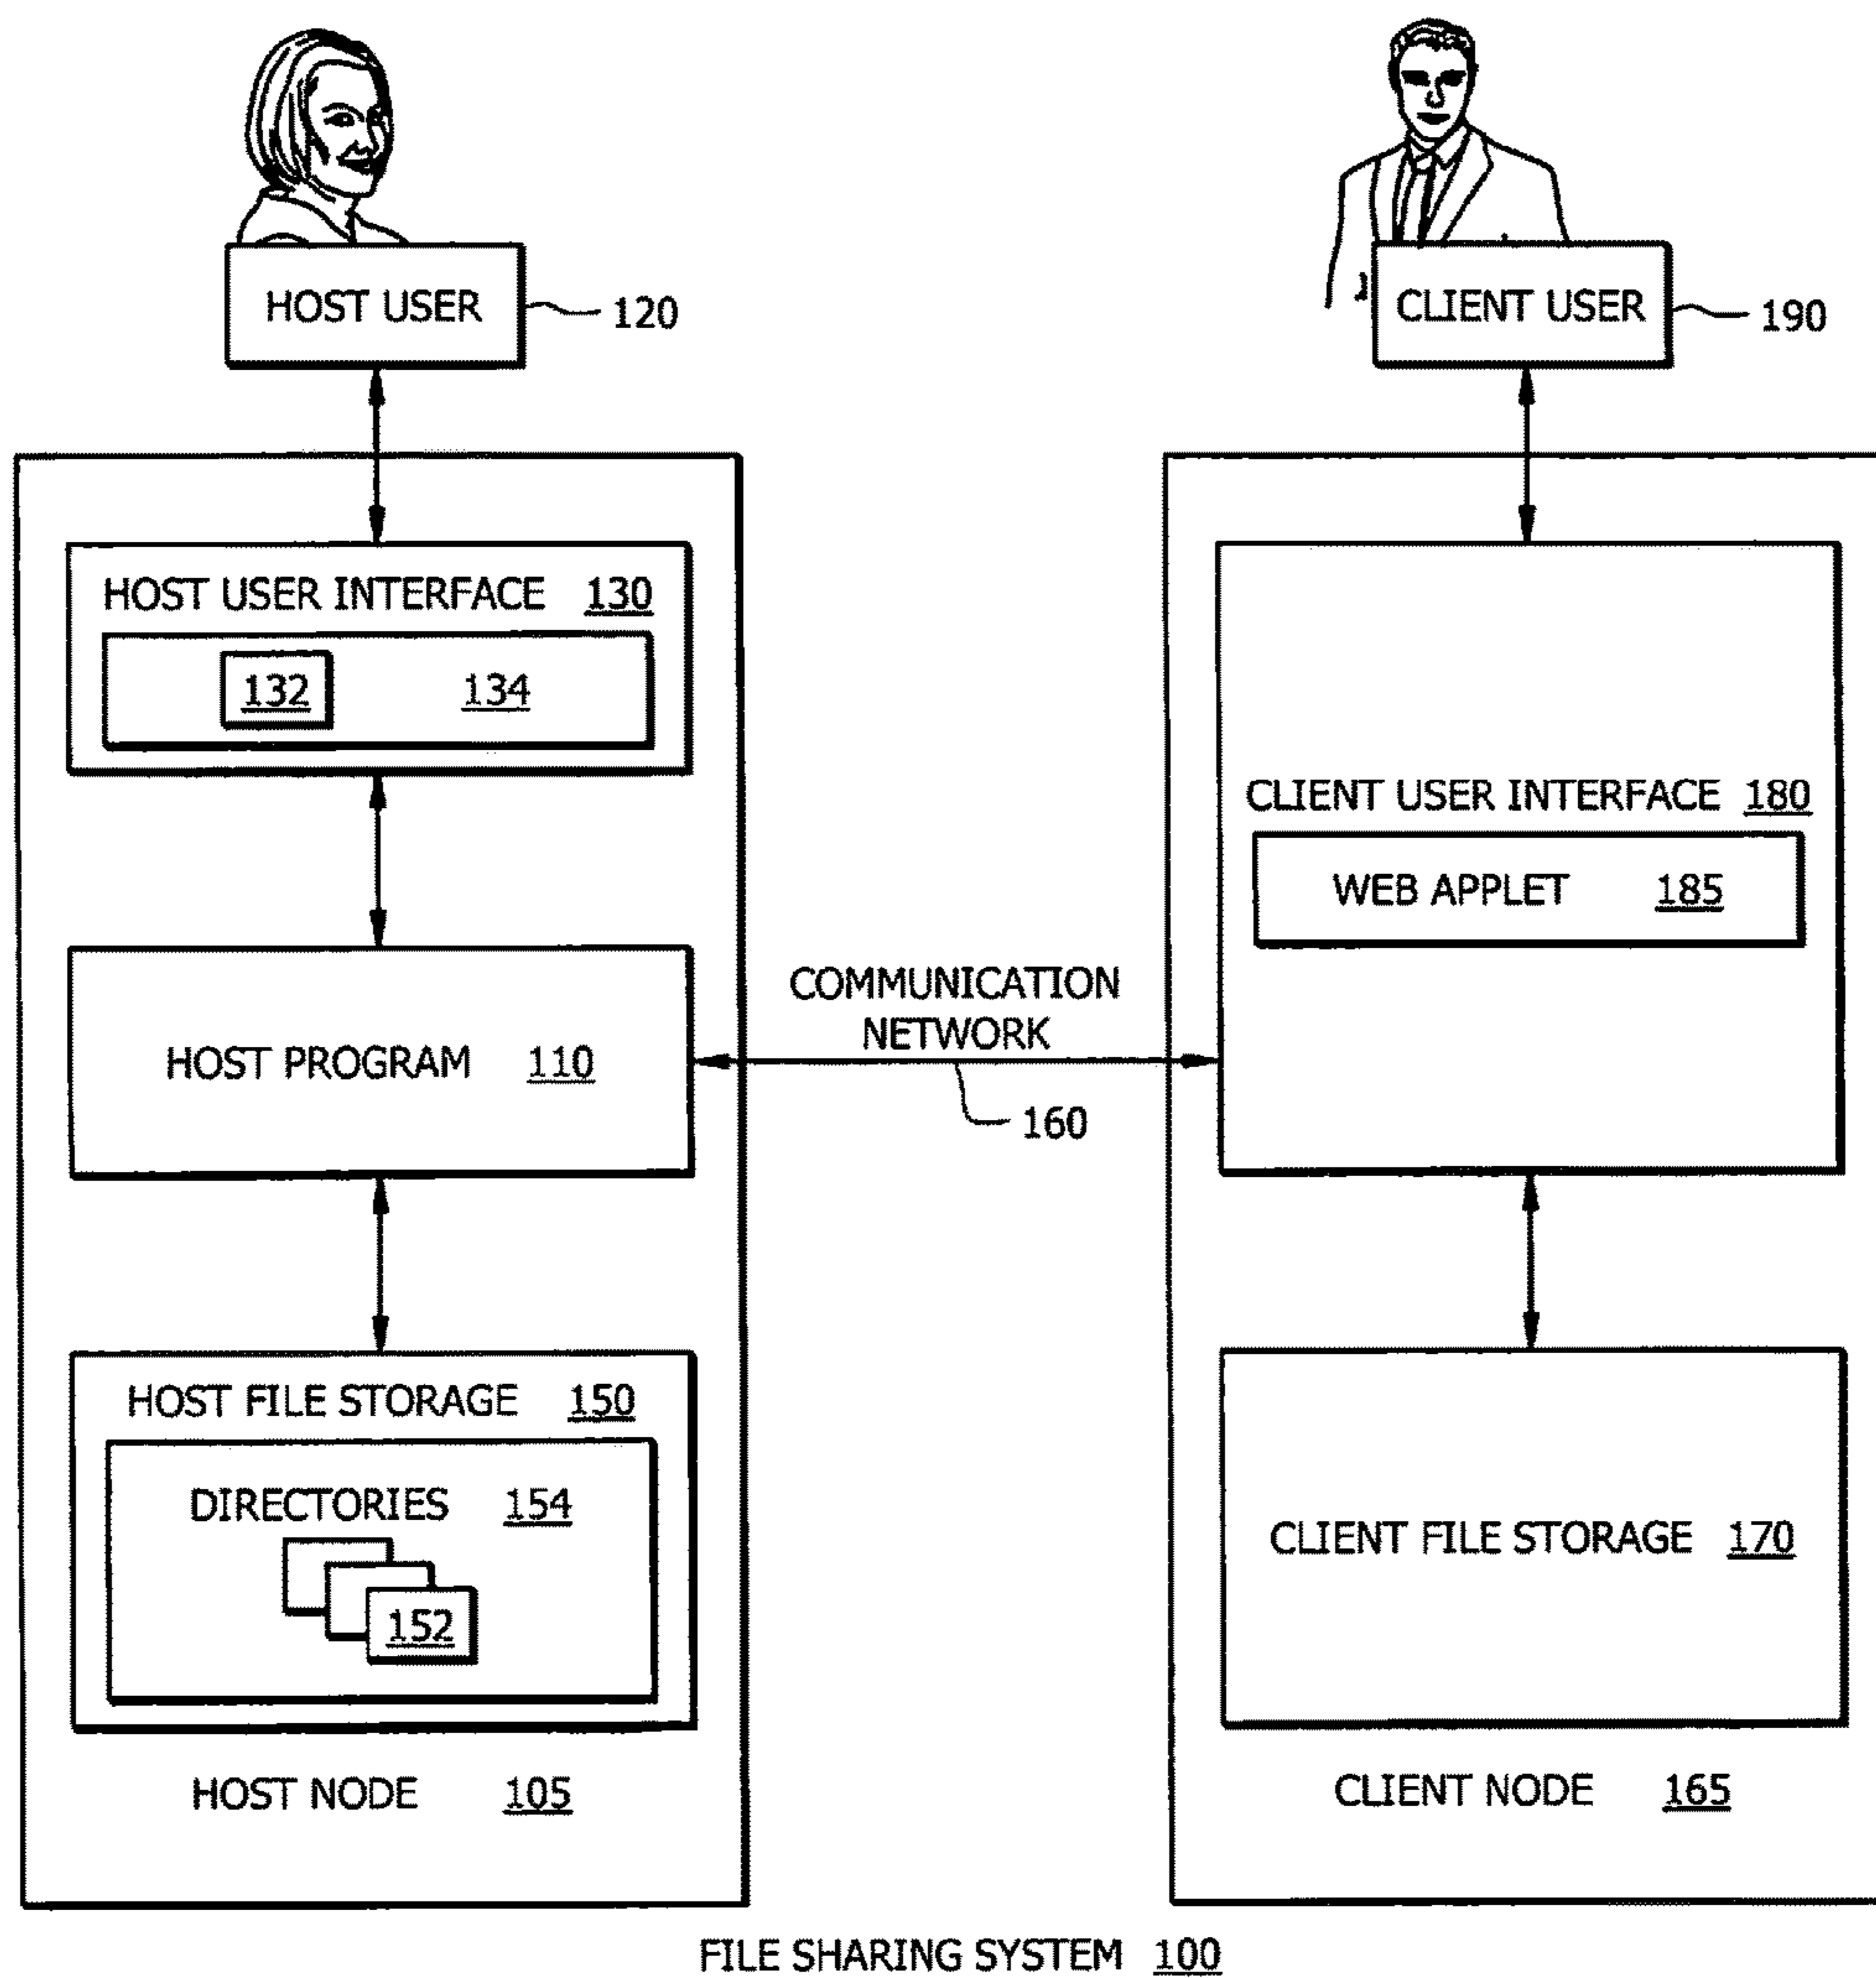 HOST USER
120
CLIENT USER
190
HOST USER INTERFACE 130
132 134
CLIENT USER INTERFACE 180
WEB APPLET 185
COMMUNICATION
NETWORK
HOST PROGRAM 110
160
HOST FILE STORAGE 150
DIRECTORIES 154
152
CLIENT FILE STORAGE 170
HOST NODE 105
CLIENT NODE 165
FILE SHARING SYSTEM 100